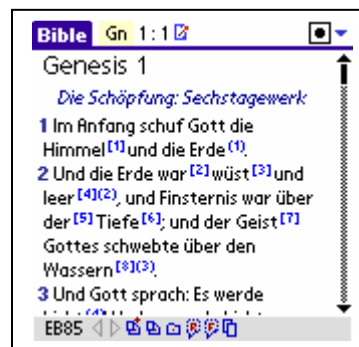 Bible Gn 1:1
Genesis 1
Die Schöpfung: Sechstagewerk
1 Im Anfang schuf Gott die
Himmel[1] und die Erde(1).
2 Und die Erde war[2] wüst[3] und
leer[4](2), und Finsternis war über
der[5] Tiefe[6]; und der Geist[7]
Gottes schwebte über den
Wassern[8](3).
3 Und Gott sprach: Es werde
EB85